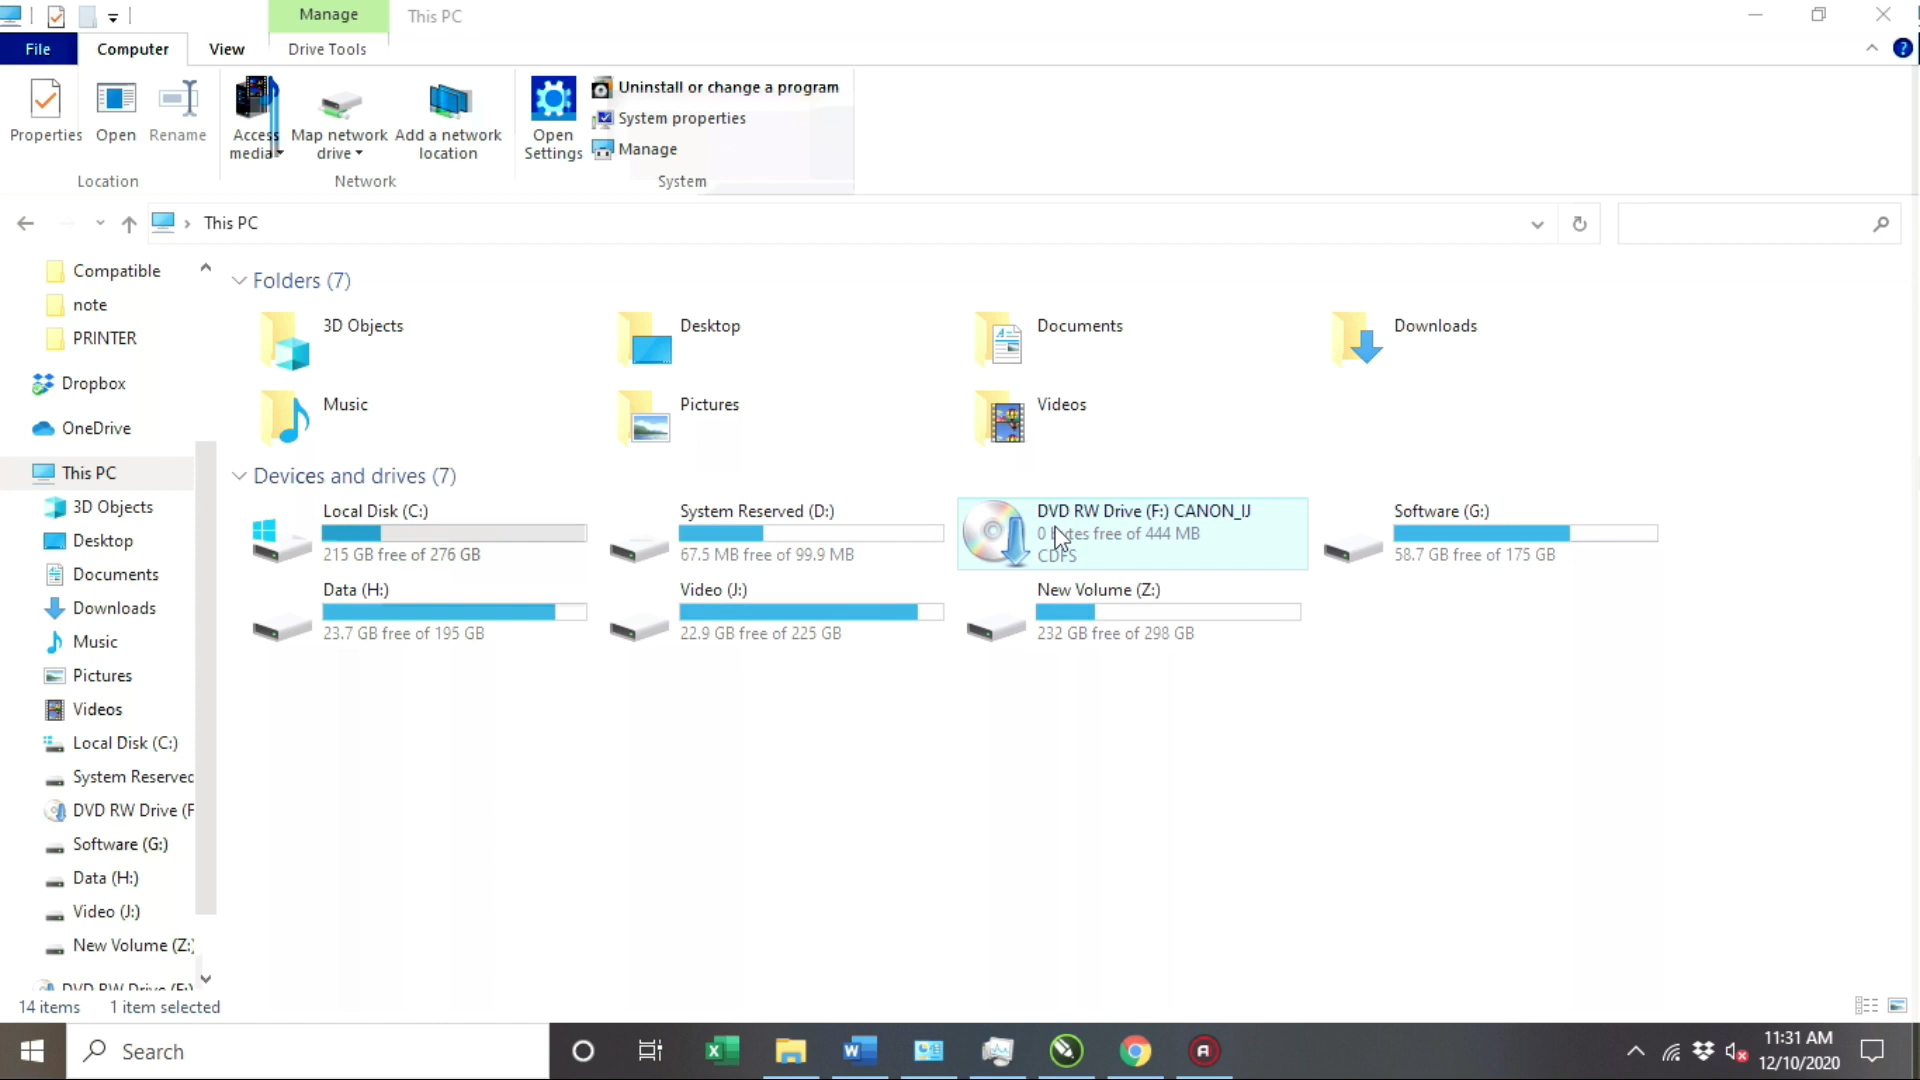 Manage
This PC
File
Computer
View
Drive Tools
Properties
Open
Rename
Access media
Map network drive
Add a network location
Open Settings
Uninstall or change a program
System properties
Manage
Location
Network
System
This PC
Compatible
note
PRINTER
Dropbox
OneDrive
This PC
3D Objects
Desktop
Documents
Downloads
Music
Pictures
Videos
Local Disk (C:)
System Reserved
DVD RW Drive (F
Software (G:)
Data (H:)
Video (J:)
New Volume (Z:)
DVD RW Drive (F:)
Folders (7)
3D Objects
Desktop
Documents
Downloads
Music
Pictures
Videos
Devices and drives (7)
Local Disk (C:)
215 GB free of 276 GB
System Reserved (D:)
67.5 MB free of 99.9 MB
DVD RW Drive (F:) CANON_IJ
0 bytes free of 444 MB
CDFS
Software (G:)
58.7 GB free of 175 GB
Data (H:)
23.7 GB free of 195 GB
Video (J:)
22.9 GB free of 225 GB
New Volume (Z:)
232 GB free of 298 GB
14 items
1 item selected
Search
11:31 AM
12/10/2020